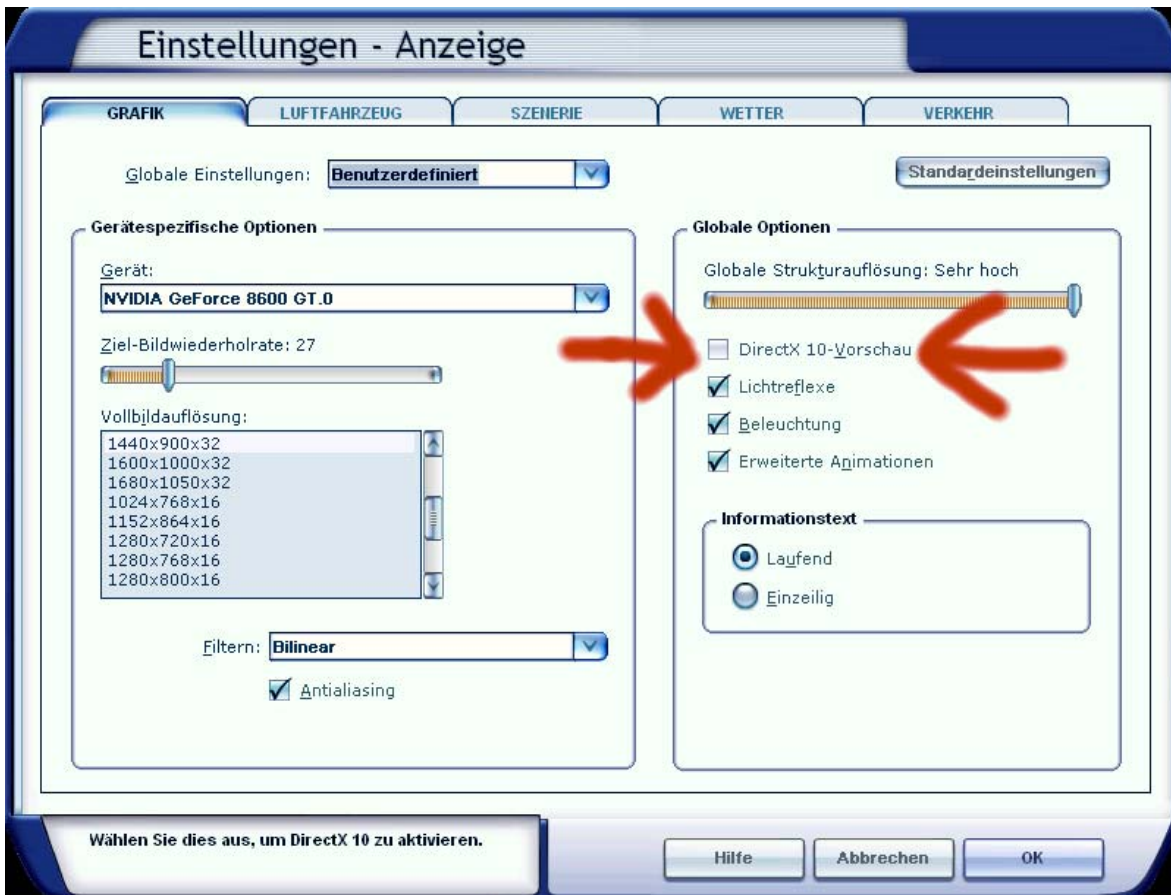 Einstellungen - Anzeige
GRAFIK
LUFTFAHRZEUG
SZENERIE
WETTER
VERKEHR
Globale Einstellungen: Benutzerdefiniert
Standardeinstellungen
Gerätespezifische Optionen
Gerät:
NVIDIA GeForce 8600 GT.0
Ziel-Bildwiederholrate: 27
Vollbildauflösung:
1440x900x32
1600x1000x32
1680x1050x32
1024x768x16
1152x864x16
1280x720x16
1280x768x16
1280x800x16
Filtern: Bilinear
Antialiasing
Globale Optionen
Globale Strukturauflösung: Sehr hoch
DirectX 10-Vorschau
Lichtreflexe
Beleuchtung
Erweiterte Animationen
Informationstext
Laufend
Einzeilig
Wählen Sie dies aus, um DirectX 10 zu aktivieren.
Hilfe
Abbrechen
OK